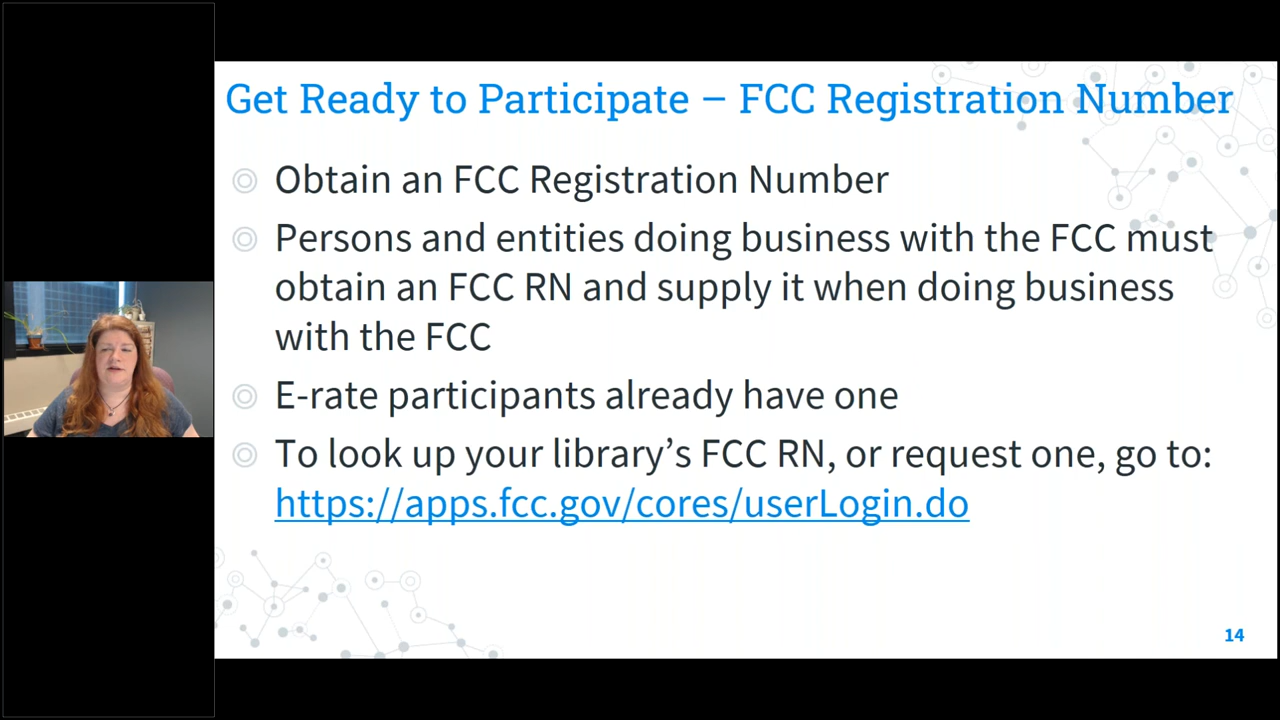 Get Ready to Participate – FCC Registration Number
Obtain an FCC Registration Number
Persons and entities doing business with the FCC must
obtain an FCC RN and supply it when doing business
with the FCC
E-rate participants already have one
To look up your library’s FCC RN, or request one, go to:
https://apps.fcc.gov/cores/userLogin.do
14